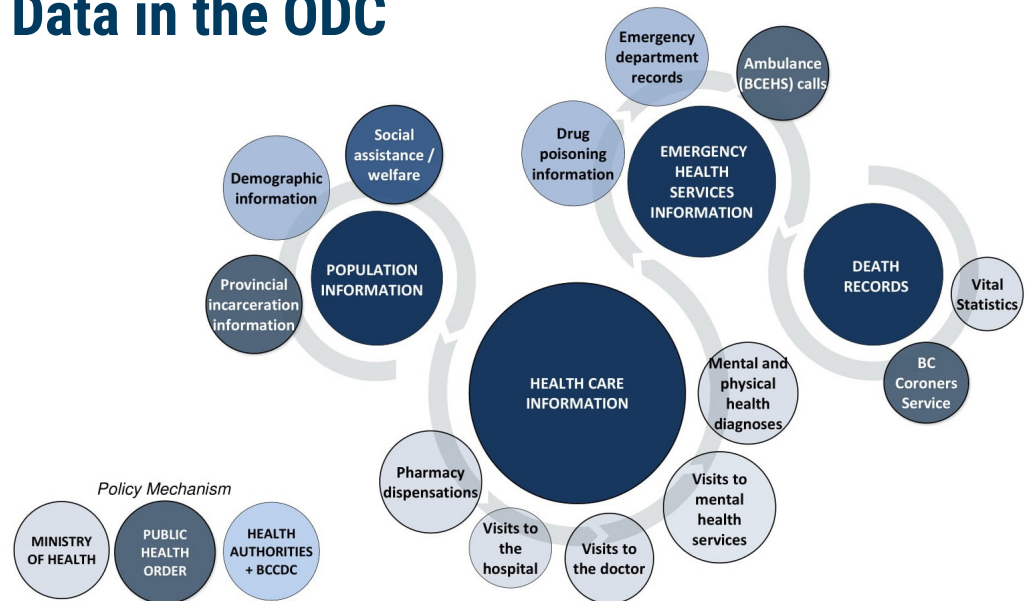 Data in the ODC
Emergency
department
records
Ambulance
(BCEHS) calls
Drug
poisoning
information
EMERGENCY
HEALTH
SERVICES
INFORMATION
Social
assistance /
welfare
Demographic
information
Provincial
incarceration
information
POPULATION
INFORMATION
DEATH
RECORDS
Vital
Statistics
BC
Coroners
Service
HEALTH CARE
INFORMATION
Mental and
physical
health
diagnoses
Pharmacy
dispensations
Visits to
the
hospital
Visits to
the doctor
Visits to
mental
health
services
Policy Mechanism
MINISTRY
OF HEALTH
PUBLIC
HEALTH
ORDER
HEALTH
AUTHORITIES
+ BCCDC